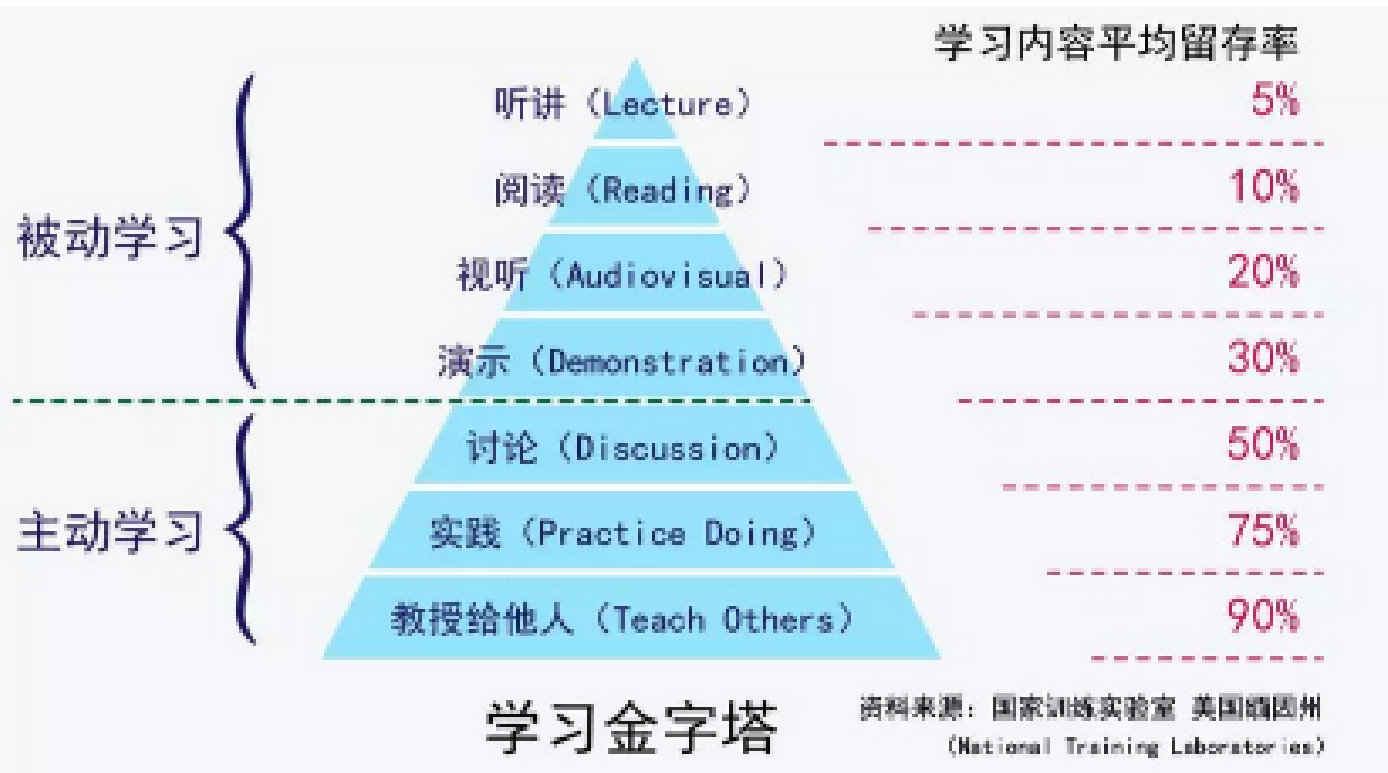 学习内容平均留存率
听讲（Lecture） 5%
阅读（Reading） 10%
被动学习
视听（Audiovisual） 20%
演示（Demonstration） 30%
讨论（Discussion） 50%
主动学习
实践（Practice Doing） 75%
教授给他人（Teach Others） 90%
学习金字塔
资料来源：国家训练实验室 美国缅因州
（National Training Laboratories）